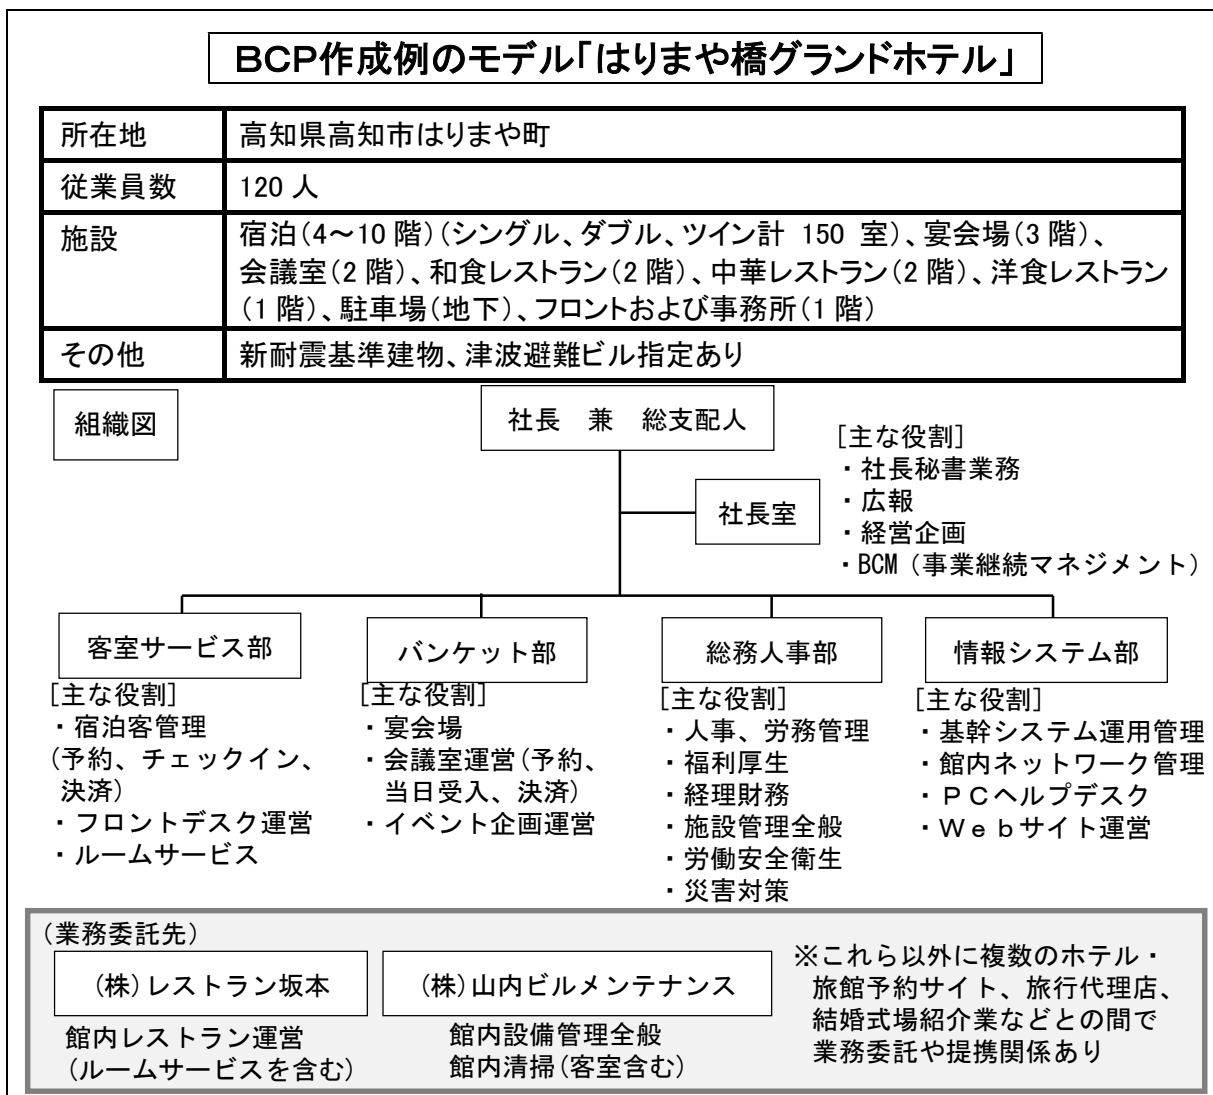 BCP作成例のモデル「はりまや橋グランドホテル」
所在地
高知県高知市はりまや町
従業員数
120 人
施設
宿泊(4～10 階)(シングル、ダブル、ツイン計 150 室)、宴会場(3 階)、
会議室(2 階)、和食レストラン(2 階)、中華レストラン(2 階)、洋食レストラン
(1 階)、駐車場(地下)、フロントおよび事務所(1 階)
その他
新耐震基準建物、津波避難ビル指定あり
組織図
社長 兼 総支配人
[主な役割]
・社長秘書業務
・広報
・経営企画
・BCM(事業継続マネジメント)
社長室
客室サービス部
[主な役割]
・宿泊客管理
(予約、チェックイン、
決済)
・フロントデスク運営
・ルームサービス
バンケット部
[主な役割]
・宴会場
・会議室運営(予約、
当日受入、決済)
・イベント企画運営
総務人事部
[主な役割]
・人事、労務管理
・福利厚生
・経理財務
・施設管理全般
・労働安全衛生
・災害対策
情報システム部
[主な役割]
・基幹システム運用管理
・館内ネットワーク管理
・PCヘルプデスク
・Webサイト運営
(業務委託先)
(株)レストラン坂本
館内レストラン運営
(ルームサービスを含む)
(株)山内ビルメンテナンス
館内設備管理全般
館内清掃(客室含む)
※これら以外に複数のホテル・
旅館予約サイト、旅行代理店、
結婚式場紹介業などとの間で
業務委託や提携関係あり